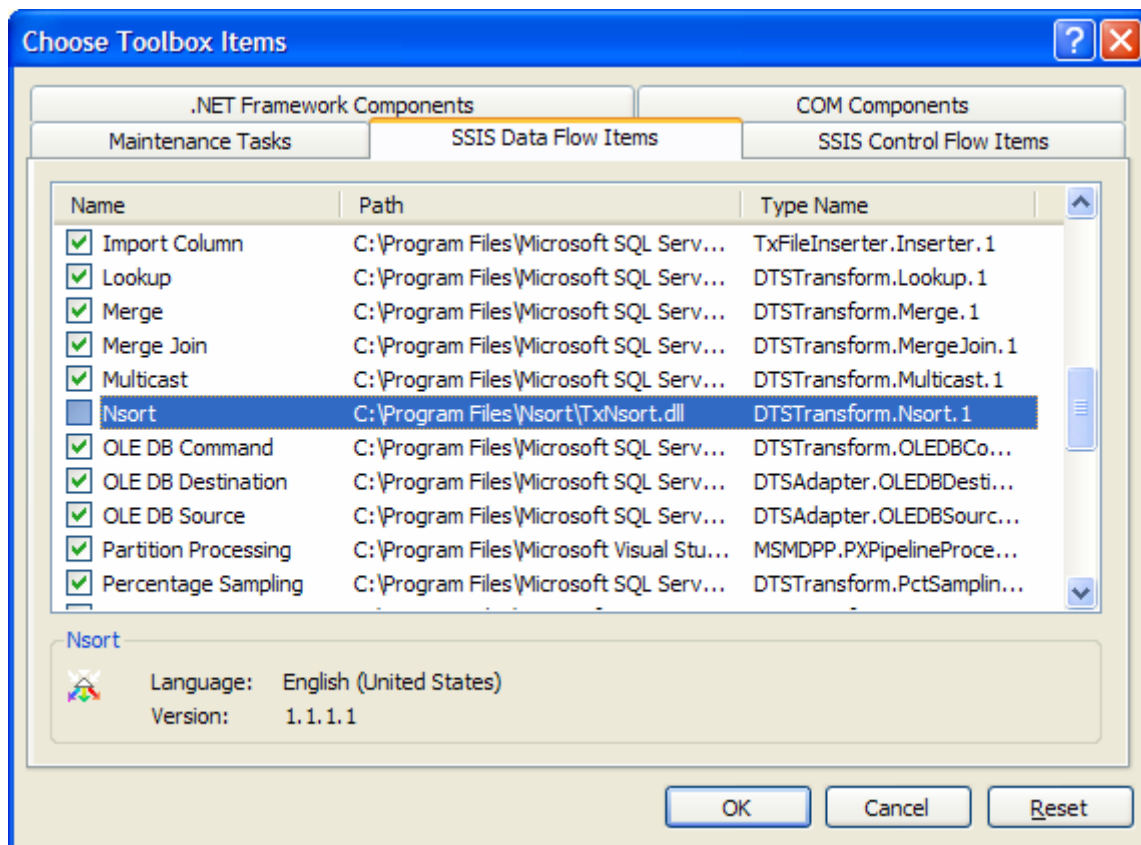 Choose Toolbox Items
.NET Framework Components COM Components
Maintenance Tasks SSIS Data Flow Items SSIS Control Flow Items
Name Path Type Name
Import Column C:\Program Files\Microsoft SQL Serv... TxFileInserter.Inserter.1
Lookup C:\Program Files\Microsoft SQL Serv... DTSTransform.Lookup.1
Merge C:\Program Files\Microsoft SQL Serv... DTSTransform.Merge.1
Merge Join C:\Program Files\Microsoft SQL Serv... DTSTransform.MergeJoin.1
Multicast C:\Program Files\Microsoft SQL Serv... DTSTransform.Multicast.1
Nsort C:\Program Files\Nsort\TxNsort.dll DTSTransform.Nsort.1
OLE DB Command C:\Program Files\Microsoft SQL Serv... DTSTransform.OLEDBCo...
OLE DB Destination C:\Program Files\Microsoft SQL Serv... DTSAdapter.OLEDBDesti...
OLE DB Source C:\Program Files\Microsoft SQL Serv... DTSAdapter.OLEDBSourc...
Partition Processing C:\Program Files\Microsoft Visual Stu... MSMDPP.PXPipelineProce...
Percentage Sampling C:\Program Files\Microsoft SQL Serv... DTSTransform.PctSamplin...
Nsort
Language: English (United States)
Version: 1.1.1.1
OK Cancel Reset